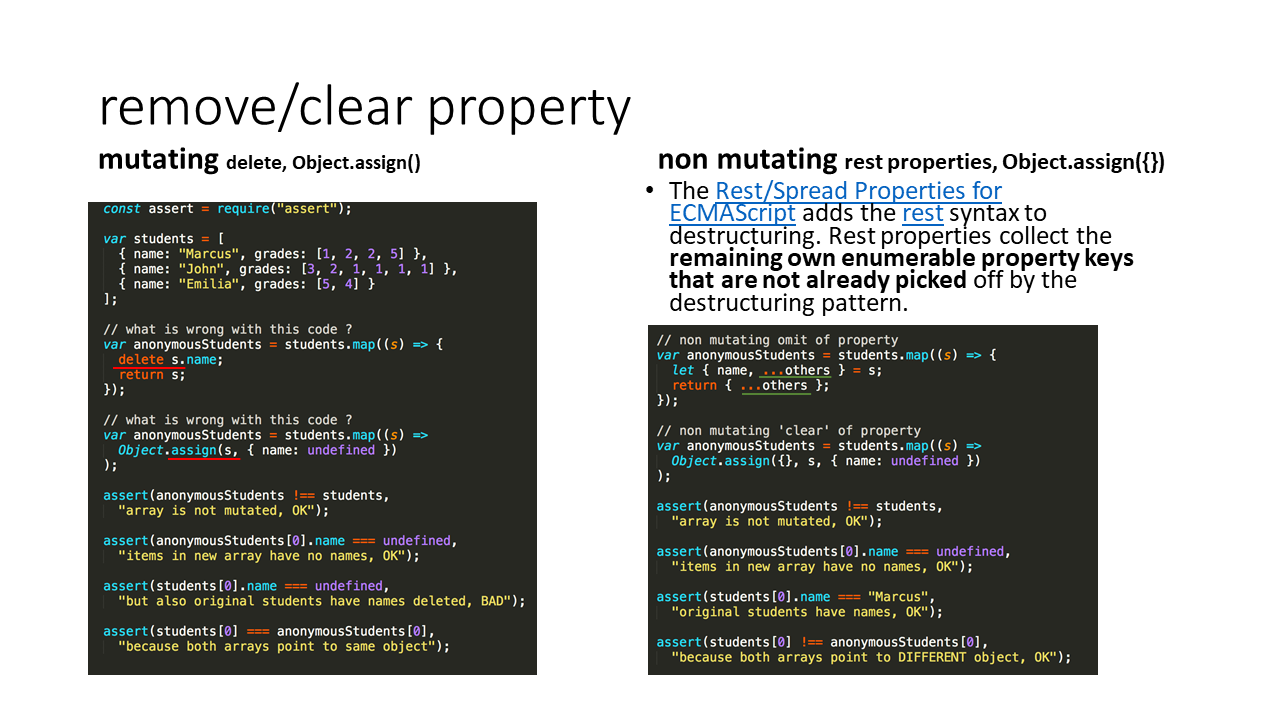 remove/clear property
mutating delete, Object.assign()
const assert = require("assert");
var students = [
{ name: "Marcus", grades: [1, 2, 2, 5] },
{ name: "John", grades: [3, 2, 1, 1, 1, 1] },
{ name: "Emilia", grades: [5, 4] }
];
// what is wrong with this code ?
var anonymousStudents = students.map((s) => {
delete s.name;
return s;
});
// what is wrong with this code ?
var anonymousStudents = students.map((s) =>
Object.assign(s, { name: undefined })
);
assert(anonymousStudents !== students,
"array is not mutated, OK");
assert(anonymousStudents[0].name === undefined,
"items in new array have no names, OK");
assert(students[0].name === undefined,
"but also original students have names deleted, BAD");
assert(students[0] === anonymousStudents[0],
"because both arrays point to same object");
non mutating rest properties, Object.assign({})
• The Rest/Spread Properties for
ECMAScript adds the rest syntax to
destructuring. Rest properties collect the
remaining own enumerable property keys
that are not already picked off by the
destructuring pattern.
// non mutating omit of property
var anonymousStudents = students.map((s) => {
let { name, ...others } = s;
return { ...others };
});
// non mutating 'clear' of property
var anonymousStudents = students.map((s) =>
Object.assign({}, s, { name: undefined })
);
assert(anonymousStudents !== students,
"array is not mutated, OK");
assert(anonymousStudents[0].name === undefined,
"items in new array have no names, OK");
assert(students[0].name === "Marcus",
"original students have names, OK");
assert(students[0] !== anonymousStudents[0],
"because both arrays point to DIFFERENT object, OK");